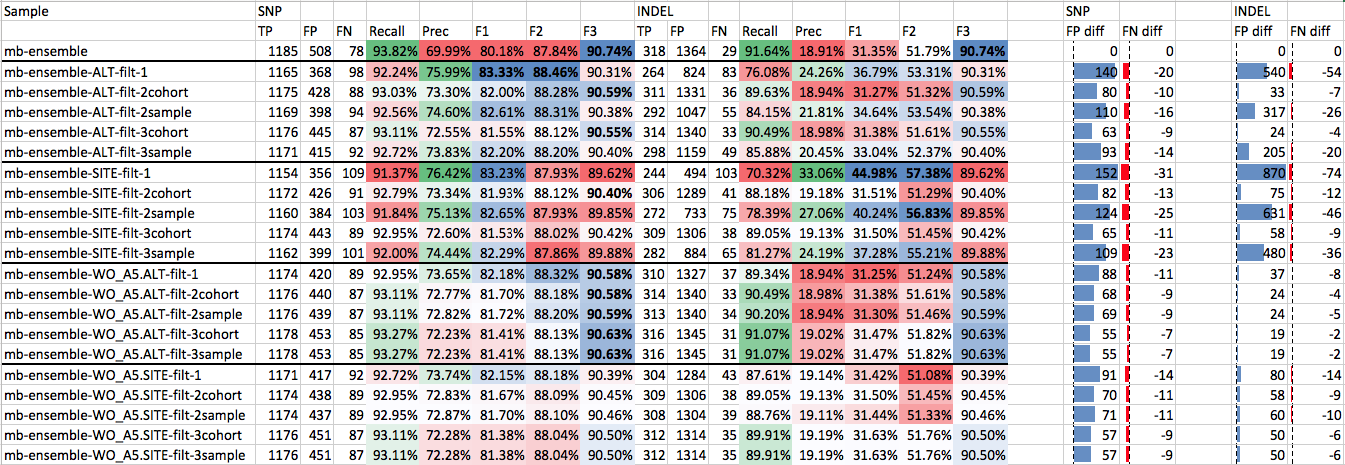 Sample SNP INDEL SNP INDEL
TP FP FN Recall Prec F1 F2 F3 TP FP FN Recall Prec F1 F2 F3 FP diff FN diff FP diff FN diff
mb-ensemble 1185 508 78 93.82% 69.99% 80.18% 87.84% 90.74% 318 1364 29 91.64% 18.91% 31.35% 51.79% 90.74% 0 0 0 0
mb-ensemble-ALT-filt-1 1165 368 98 92.24% 75.99% 83.33% 88.46% 90.31% 264 824 83 76.08% 24.26% 36.79% 53.31% 90.31% 140 -20 540 -54
mb-ensemble-ALT-filt-2cohort 1175 428 88 93.03% 73.30% 82.00% 88.28% 90.59% 311 1331 36 89.63% 18.94% 31.27% 51.32% 90.59% 80 -10 33 -7
mb-ensemble-ALT-filt-2sample 1169 398 94 92.56% 74.60% 82.61% 88.31% 90.38% 292 1047 55 84.15% 21.81% 34.64% 53.54% 90.38% 110 -16 317 -26
mb-ensemble-ALT-filt-3cohort 1176 445 87 93.11% 72.55% 81.55% 88.12% 90.55% 314 1340 33 90.49% 18.98% 31.38% 51.61% 90.55% 63 -9 24 -4
mb-ensemble-ALT-filt-3sample 1171 415 92 92.72% 73.83% 82.20% 88.20% 90.40% 298 1159 49 85.88% 20.45% 33.04% 52.37% 90.40% 93 -14 205 -20
mb-ensemble-SITE-filt-1 1154 356 109 91.37% 76.42% 83.23% 87.93% 89.62% 244 494 103 70.32% 33.06% 44.98% 57.38% 89.62% 152 -31 870 -74
mb-ensemble-SITE-filt-2cohort 1172 426 91 92.79% 73.34% 81.93% 88.12% 90.40% 306 1289 41 88.18% 19.18% 31.51% 51.29% 90.40% 82 -13 75 -12
mb-ensemble-SITE-filt-2sample 1160 384 103 91.84% 75.13% 82.65% 87.93% 89.85% 272 733 75 78.39% 27.06% 40.24% 56.83% 89.85% 124 -25 631 -46
mb-ensemble-SITE-filt-3cohort 1174 443 89 92.95% 72.60% 81.53% 88.02% 90.42% 309 1306 38 89.05% 19.13% 31.50% 51.45% 90.42% 65 -11 58 -9
mb-ensemble-SITE-filt-3sample 1162 399 101 92.00% 74.44% 82.29% 87.86% 89.88% 282 884 65 81.27% 24.19% 37.28% 55.21% 89.88% 109 -23 480 -36
mb-ensemble-WO_A5.ALT-filt-1 1174 420 89 92.95% 73.65% 82.18% 88.32% 90.58% 310 1327 37 89.34% 18.94% 31.25% 51.24% 90.58% 88 -11 37 -8
mb-ensemble-WO_A5.ALT-filt-2cohort 1176 440 87 93.11% 72.77% 81.70% 88.18% 90.58% 314 1340 33 90.49% 18.98% 31.38% 51.61% 90.58% 68 -9 24 -4
mb-ensemble-WO_A5.ALT-filt-2sample 1176 439 87 93.11% 72.82% 81.72% 88.20% 90.59% 313 1340 34 90.20% 18.94% 31.30% 51.46% 90.59% 69 -9 24 -5
mb-ensemble-WO_A5.ALT-filt-3cohort 1178 453 85 93.27% 72.23% 81.41% 88.13% 90.63% 316 1345 31 91.07% 19.02% 31.47% 51.82% 90.63% 55 -7 19 -2
mb-ensemble-WO_A5.ALT-filt-3sample 1178 453 85 93.27% 72.23% 81.41% 88.13% 90.63% 316 1345 31 91.07% 19.02% 31.47% 51.82% 90.63% 55 -7 19 -2
mb-ensemble-WO_A5.SITE-filt-1 1171 417 92 92.72% 73.74% 82.15% 88.18% 90.39% 304 1284 43 87.61% 19.14% 31.42% 51.08% 90.39% 91 -14 80 -14
mb-ensemble-WO_A5.SITE-filt-2cohort 1174 438 89 92.95% 72.83% 81.67% 88.09% 90.45% 309 1306 38 89.05% 19.13% 31.50% 51.45% 90.45% 70 -11 58 -9
mb-ensemble-WO_A5.SITE-filt-2sample 1174 437 89 92.95% 72.87% 81.70% 88.10% 90.46% 308 1304 39 88.76% 19.11% 31.44% 51.33% 90.46% 71 -11 60 -10
mb-ensemble-WO_A5.SITE-filt-3cohort 1176 451 87 93.11% 72.28% 81.38% 88.04% 90.50% 312 1314 35 89.91% 19.19% 31.63% 51.76% 90.50% 57 -9 50 -6
mb-ensemble-WO_A5.SITE-filt-3sample 1176 451 87 93.11% 72.28% 81.38% 88.04% 90.50% 312 1314 35 89.91% 19.19% 31.63% 51.76% 90.50% 57 -9 50 -6